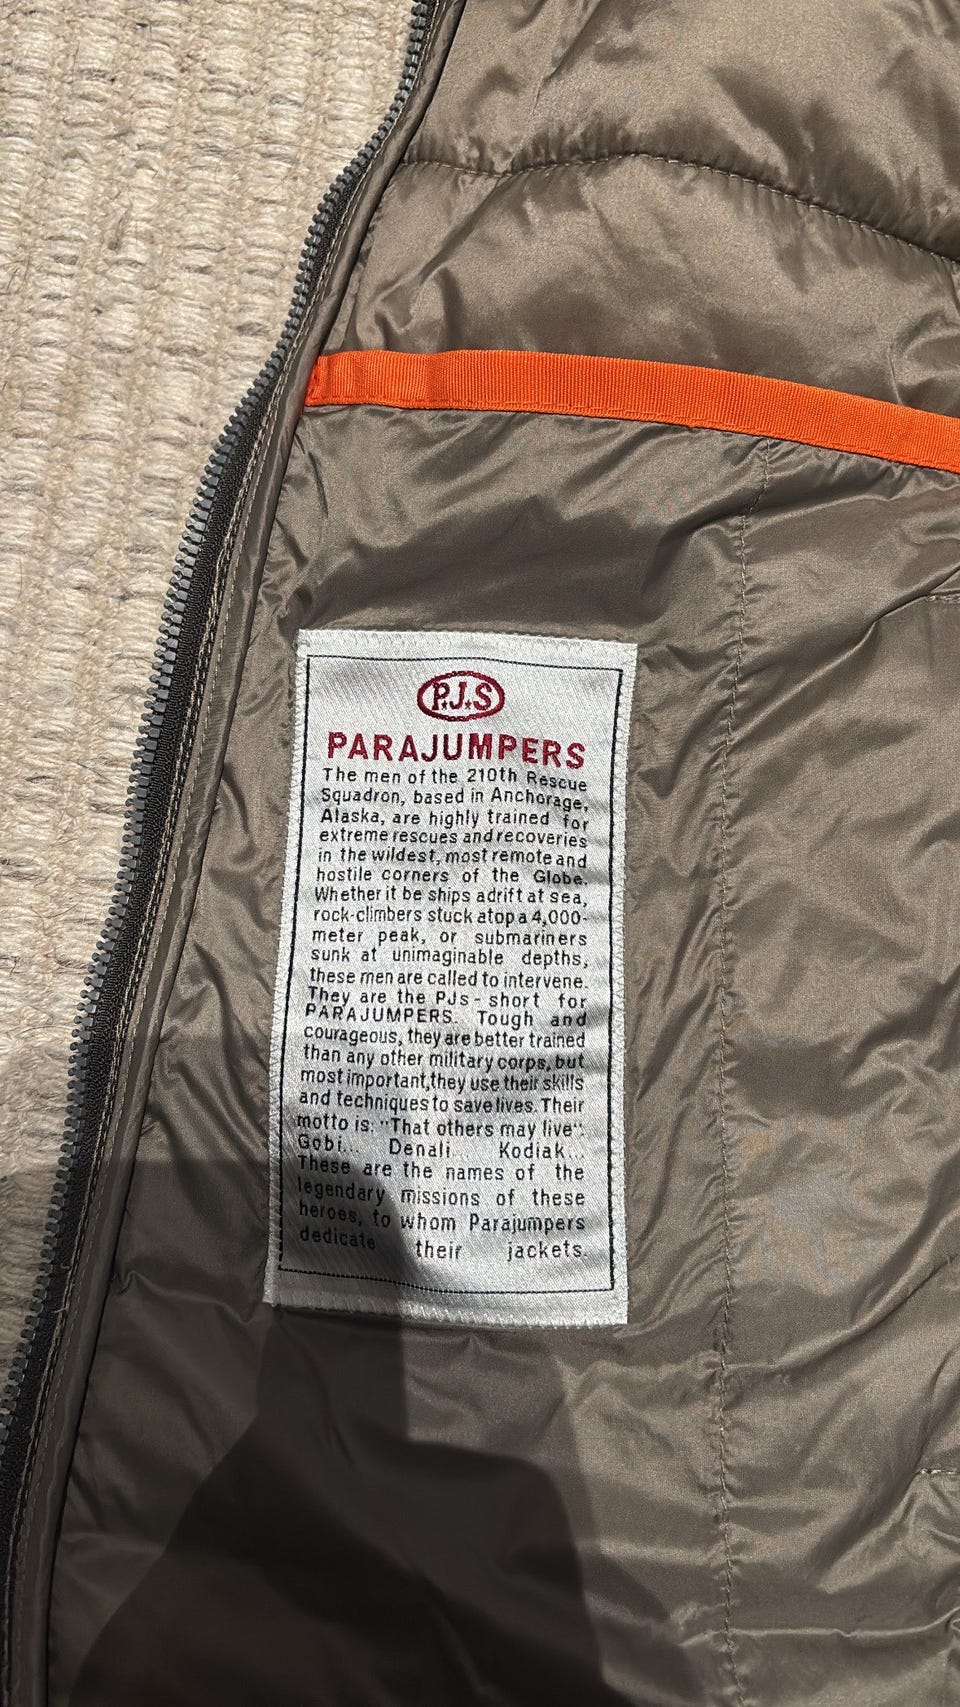 P.J.S
PARAJUMPERS
The men of the 210th Rescue
Squadron, based in Anchorage,
Alaska, are highly trained for
extreme rescues and recoveries
in the wildest, most remote and
hostile corners of the Globe.
Whether it be ships adrift at sea,
rock-climbers stuck atop a 4,000-
meter peak, or submariners
sunk at unimaginable depths,
these men are called to intervene.
They are the PJs - short for
PARAJUMPERS. Tough and
courageous, they are better trained
than any other military corps, but
most important,they use their skills
and techniques to save lives. Their
motto is: "That others may live".
Gobi... Denali... Kodiak...
These are the names of the
legendary missions of these
heroes, to whom Parajumpers
dedicate their jackets.